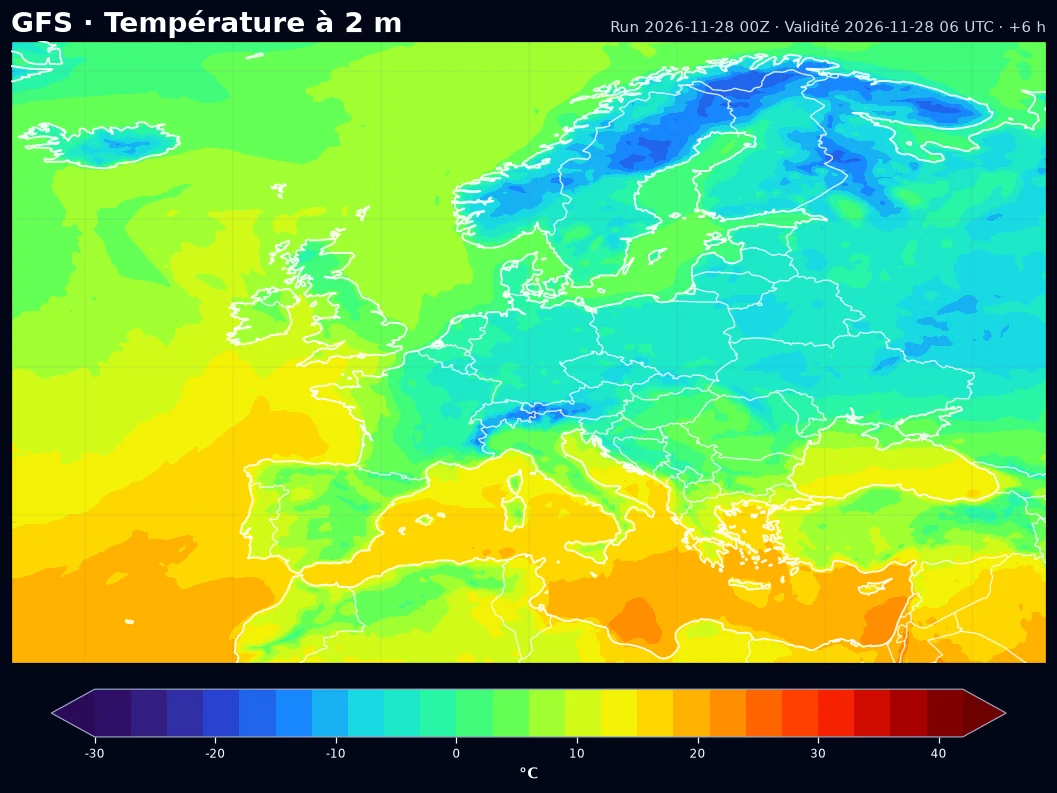 GFS · Température à 2 m
Run 2026-11-28 00Z · Validité 2026-11-28 06 UTC · +6 h
-30 -20 -10 0 10 20 30 40
°C